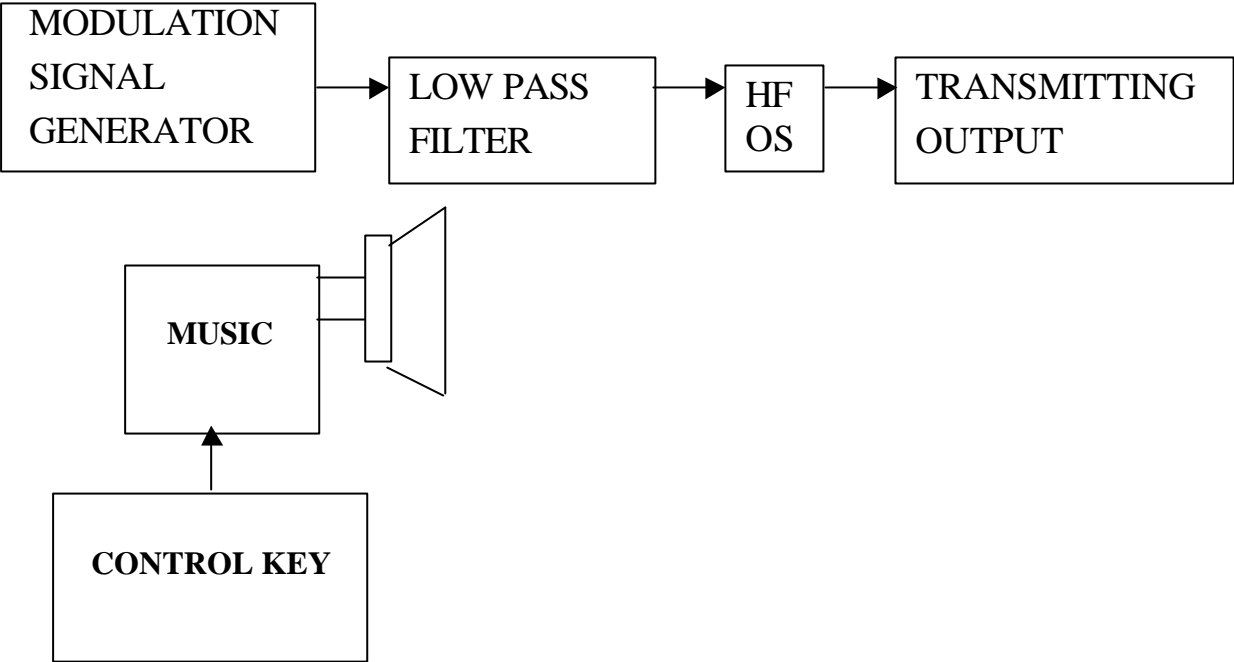 MODULATION
SIGNAL
GENERATOR
LOW PASS
FILTER
HF
OS
TRANSMITTING
OUTPUT
MUSIC
CONTROL KEY